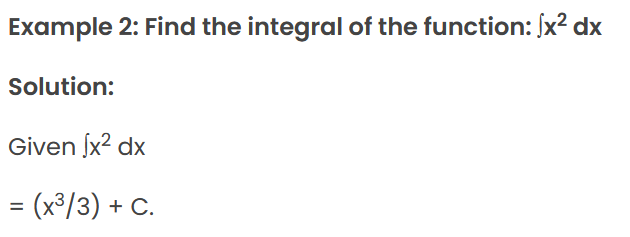 Example 2: Find the integral of the function: ∫x² dx
Solution:
Given ∫x² dx
= (x³/3) + C.